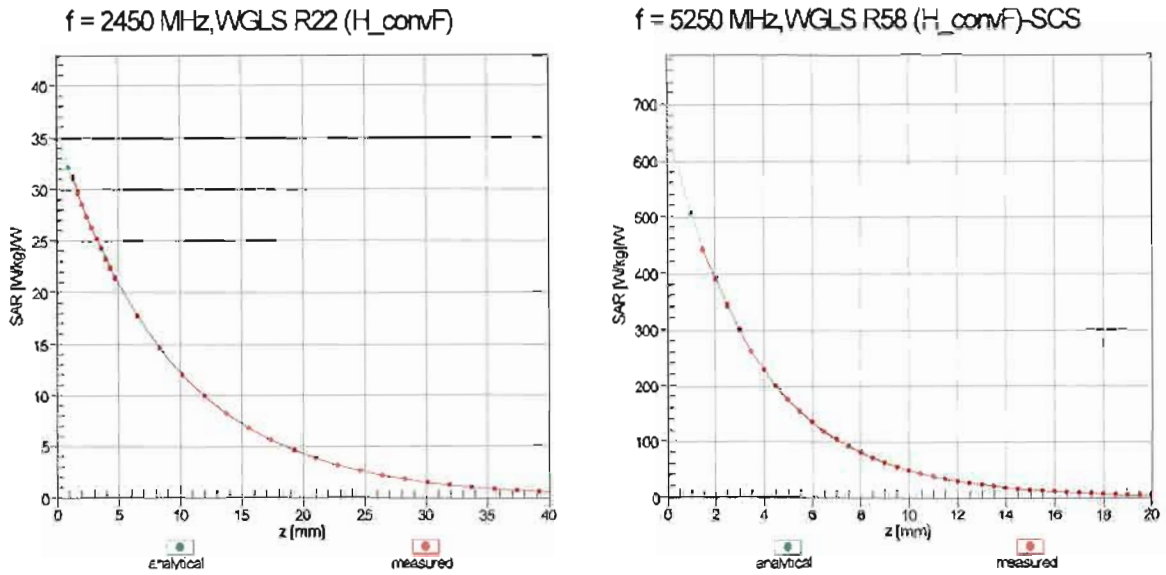 f = 2450 MHz, WGLS R22 (H_convF)
40
35
30
25
20
15
10
5
0
SAR [W/kg]/W
0 5 10 15 20 25 30 35 40
z [mm]
analytical measured
f = 5250 MHz, WGLS R58 (H_convF)-SCS
700
600
500
400
300
200
100
0
SAR [W/kg]/W
0 2 4 6 8 10 12 14 16 18 20
z [mm]
analytical measured